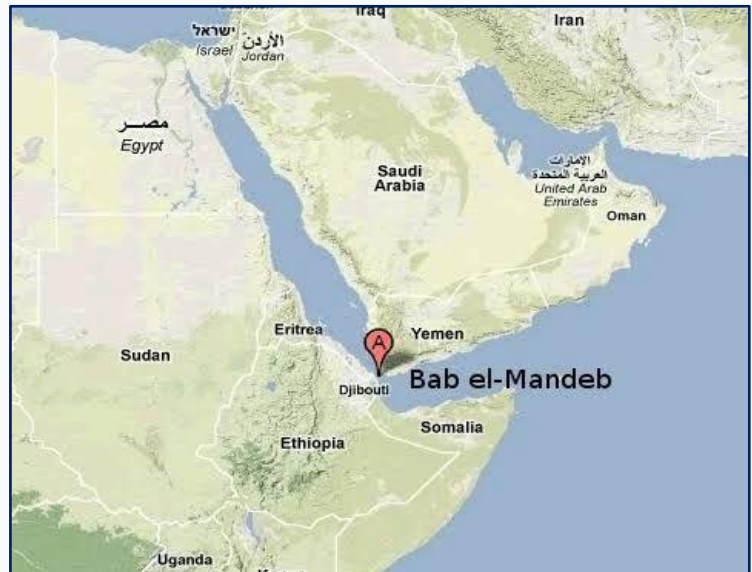 Iraq
Iran
ישראל
Israel
الأردن
Jordan
مصر
Egypt
Saudi
Arabia
الإمارات
العربية المتحدة
United Arab
Emirates
Oman
Eritrea
Yemen
Sudan
A
Bab el-Mandeb
Djibouti
Somalia
Ethiopia
Uganda